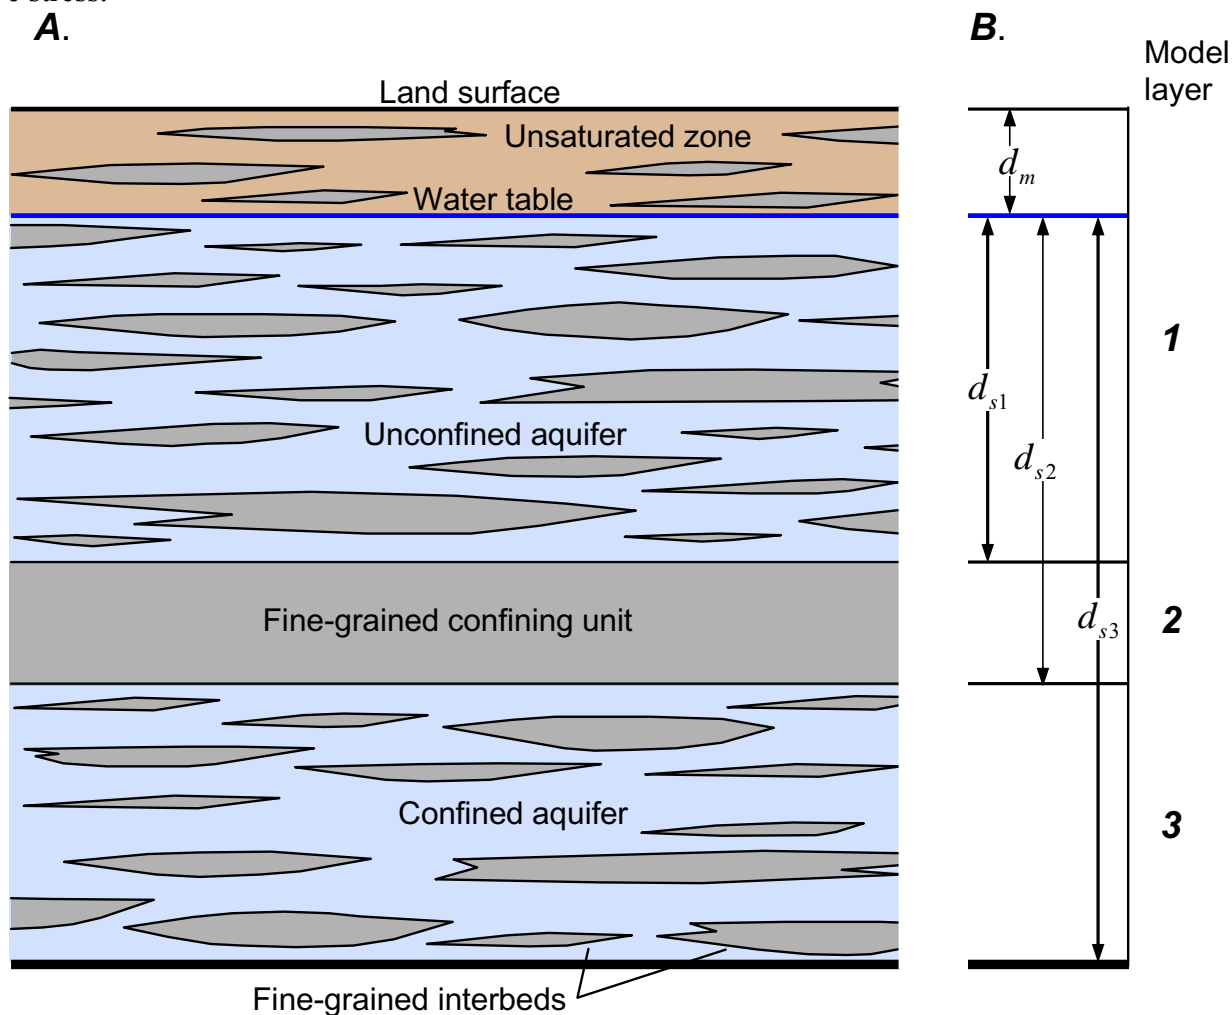 e stress.
A.
B.
Model
layer
Land surface
Unsaturated zone
d_m
Water table
1
d_s1
Unconfined aquifer
d_s2
Fine-grained confining unit
d_s3
2
Confined aquifer
3
Fine-grained interbeds